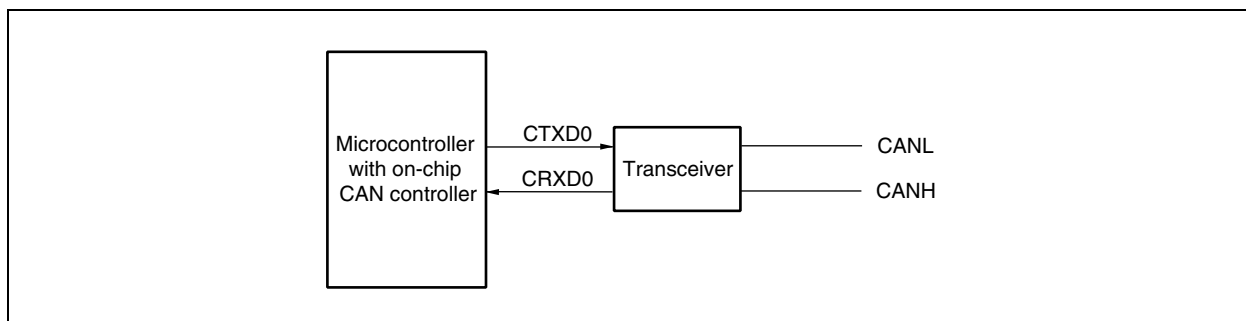 Microcontroller
with on-chip
CAN controller
CTXD0
CRXD0
Transceiver
CANL
CANH